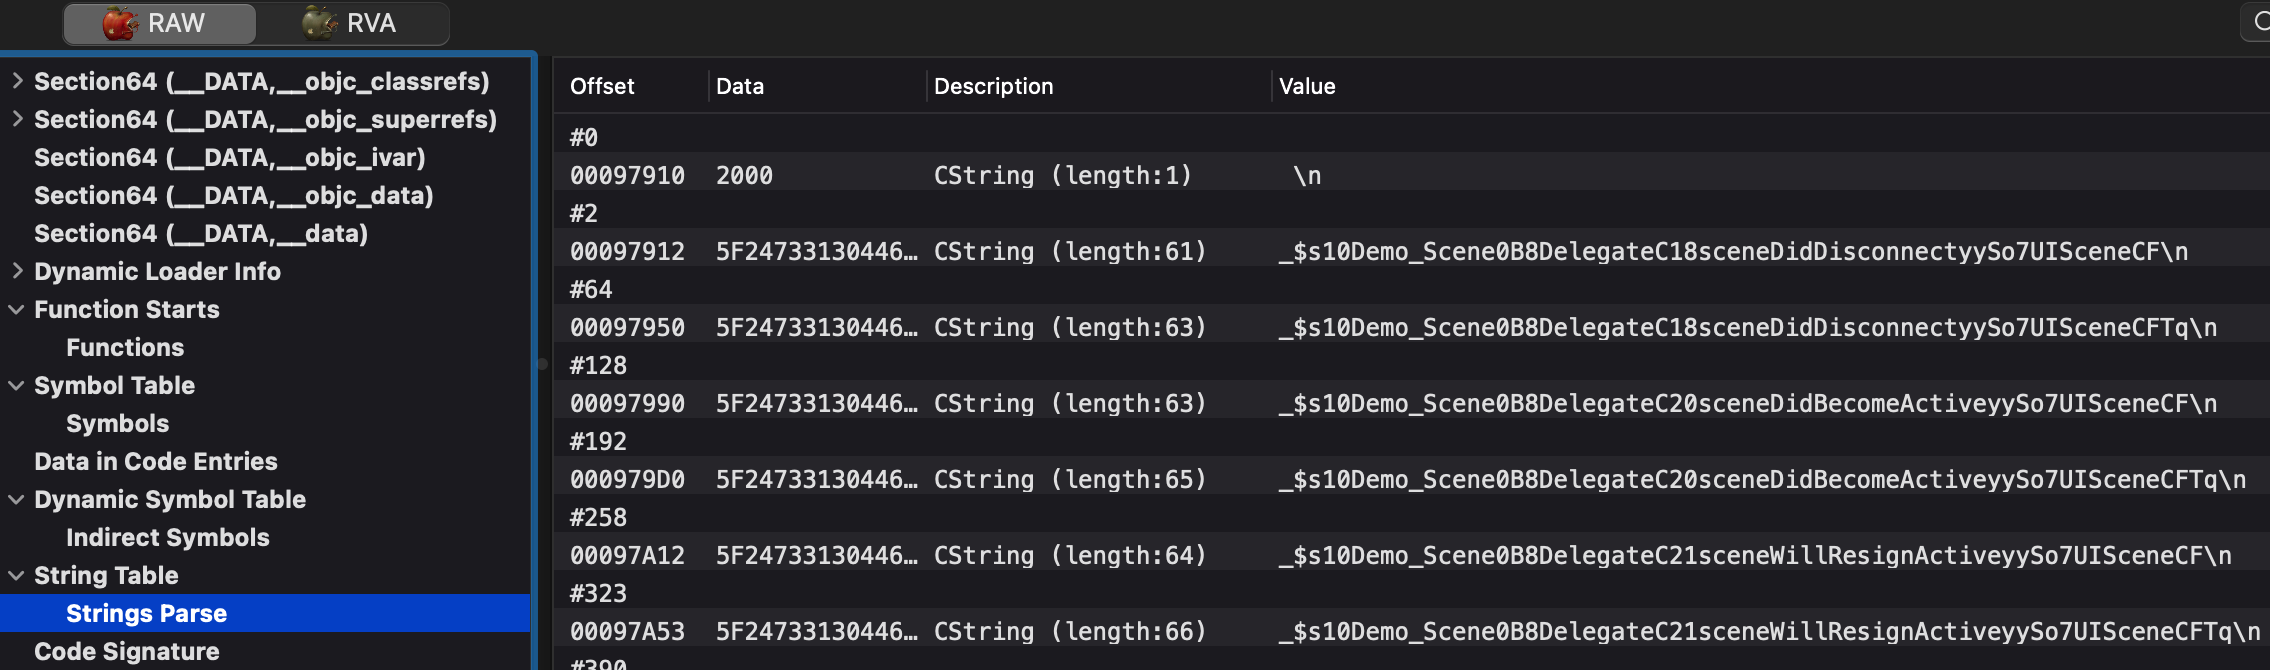 RAW RVA
Section64 (__DATA,__objc_classrefs)
Section64 (__DATA,__objc_superrefs)
Section64 (__DATA,__objc_ivar)
Section64 (__DATA,__objc_data)
Section64 (__DATA,__data)
Dynamic Loader Info
Function Starts
Functions
Symbol Table
Symbols
Data in Code Entries
Dynamic Symbol Table
Indirect Symbols
String Table
Strings Parse
Code Signature
Offset Data Description Value
#0
00097910 2000 CString (length:1) \n
#2
00097912 5F24733130446… CString (length:61) _$s10Demo_Scene0B8DelegateC18sceneDidDisconnectyySo7UISceneCF\n
#64
00097950 5F24733130446… CString (length:63) _$s10Demo_Scene0B8DelegateC18sceneDidDisconnectyySo7UISceneCFTq\n
#128
00097990 5F24733130446… CString (length:63) _$s10Demo_Scene0B8DelegateC20sceneDidBecomeActiveyySo7UISceneCF\n
#192
000979D0 5F24733130446… CString (length:65) _$s10Demo_Scene0B8DelegateC20sceneDidBecomeActiveyySo7UISceneCFTq\n
#258
00097A12 5F24733130446… CString (length:64) _$s10Demo_Scene0B8DelegateC21sceneWillResignActiveyySo7UISceneCF\n
#323
00097A53 5F24733130446… CString (length:66) _$s10Demo_Scene0B8DelegateC21sceneWillResignActiveyySo7UISceneCFTq\n
#390